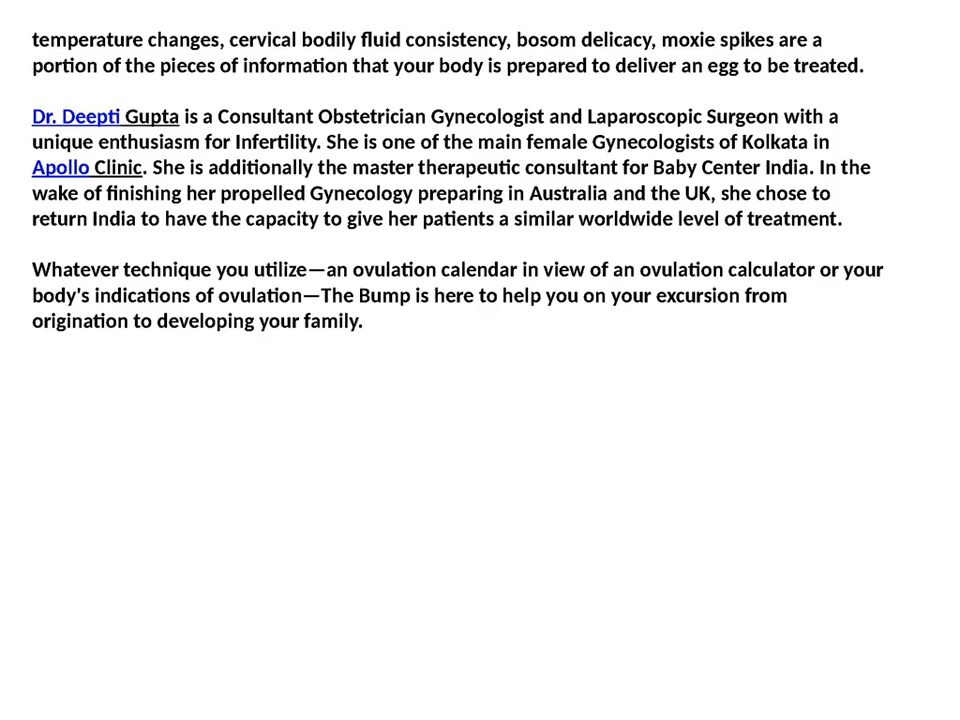 temperature changes, cervical bodily fluid consistency, bosom delicacy, moxie spikes are a
portion of the pieces of information that your body is prepared to deliver an egg to be treated.
Dr. Deepti Gupta is a Consultant Obstetrician Gynecologist and Laparoscopic Surgeon with a
unique enthusiasm for Infertility. She is one of the main female Gynecologists of Kolkata in
Apollo Clinic. She is additionally the master therapeutic consultant for Baby Center India. In the
wake of finishing her propelled Gynecology preparing in Australia and the UK, she chose to
return India to have the capacity to give her patients a similar worldwide level of treatment.
Whatever technique you utilize—an ovulation calendar in view of an ovulation calculator or your
body's indications of ovulation—The Bump is here to help you on your excursion from
origination to developing your family.